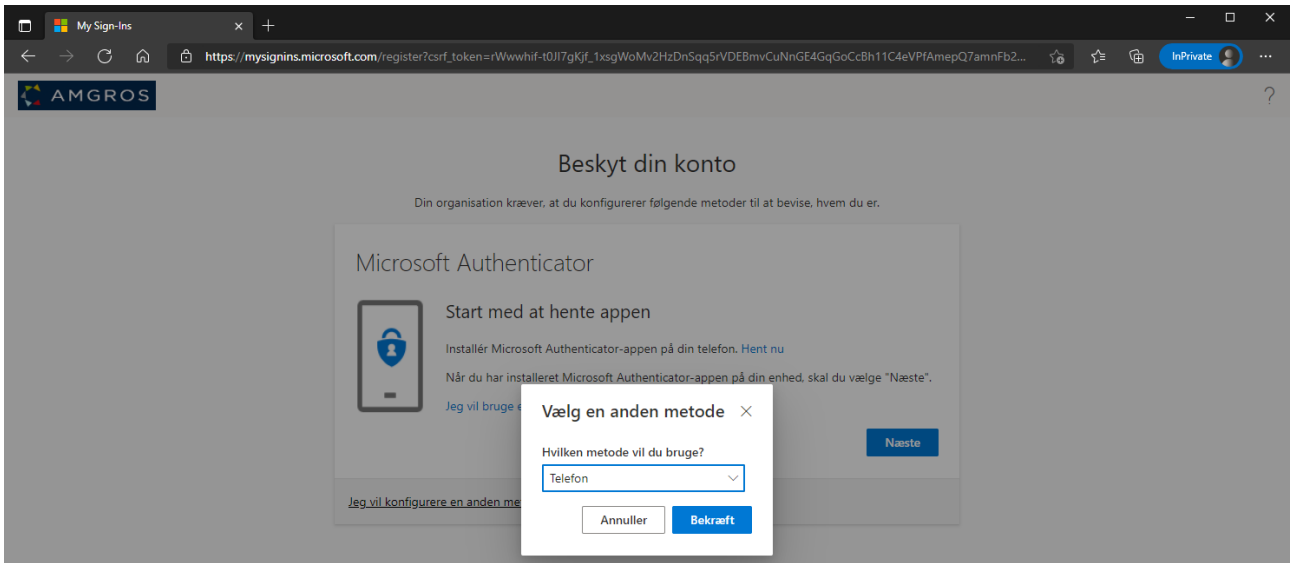 My Sign-Ins
https://mysignins.microsoft.com/register?csrf_token=rWwwhif-t0JI7gKjf_1xsgWoMv2HzDnSqq5rVDEBmvCuNnGE4GqGoCcBh11C4eVPfAmepQ7amnFb2...
InPrivate
AMGROS
?
Beskyt din konto
Din organisation kræver, at du konfigurerer følgende metoder til at bevise, hvem du er.
Microsoft Authenticator
Start med at hente appen
Installér Microsoft Authenticator-appen på din telefon. Hent nu
Når du har installeret Microsoft Authenticator-appen på din enhed, skal du vælge "Næste".
Jeg vil bruge
Vælg en anden metode
Hvilken metode vil du bruge?
Næste
Telefon
Jeg vil konfigurere en anden
Annuller
Bekræft